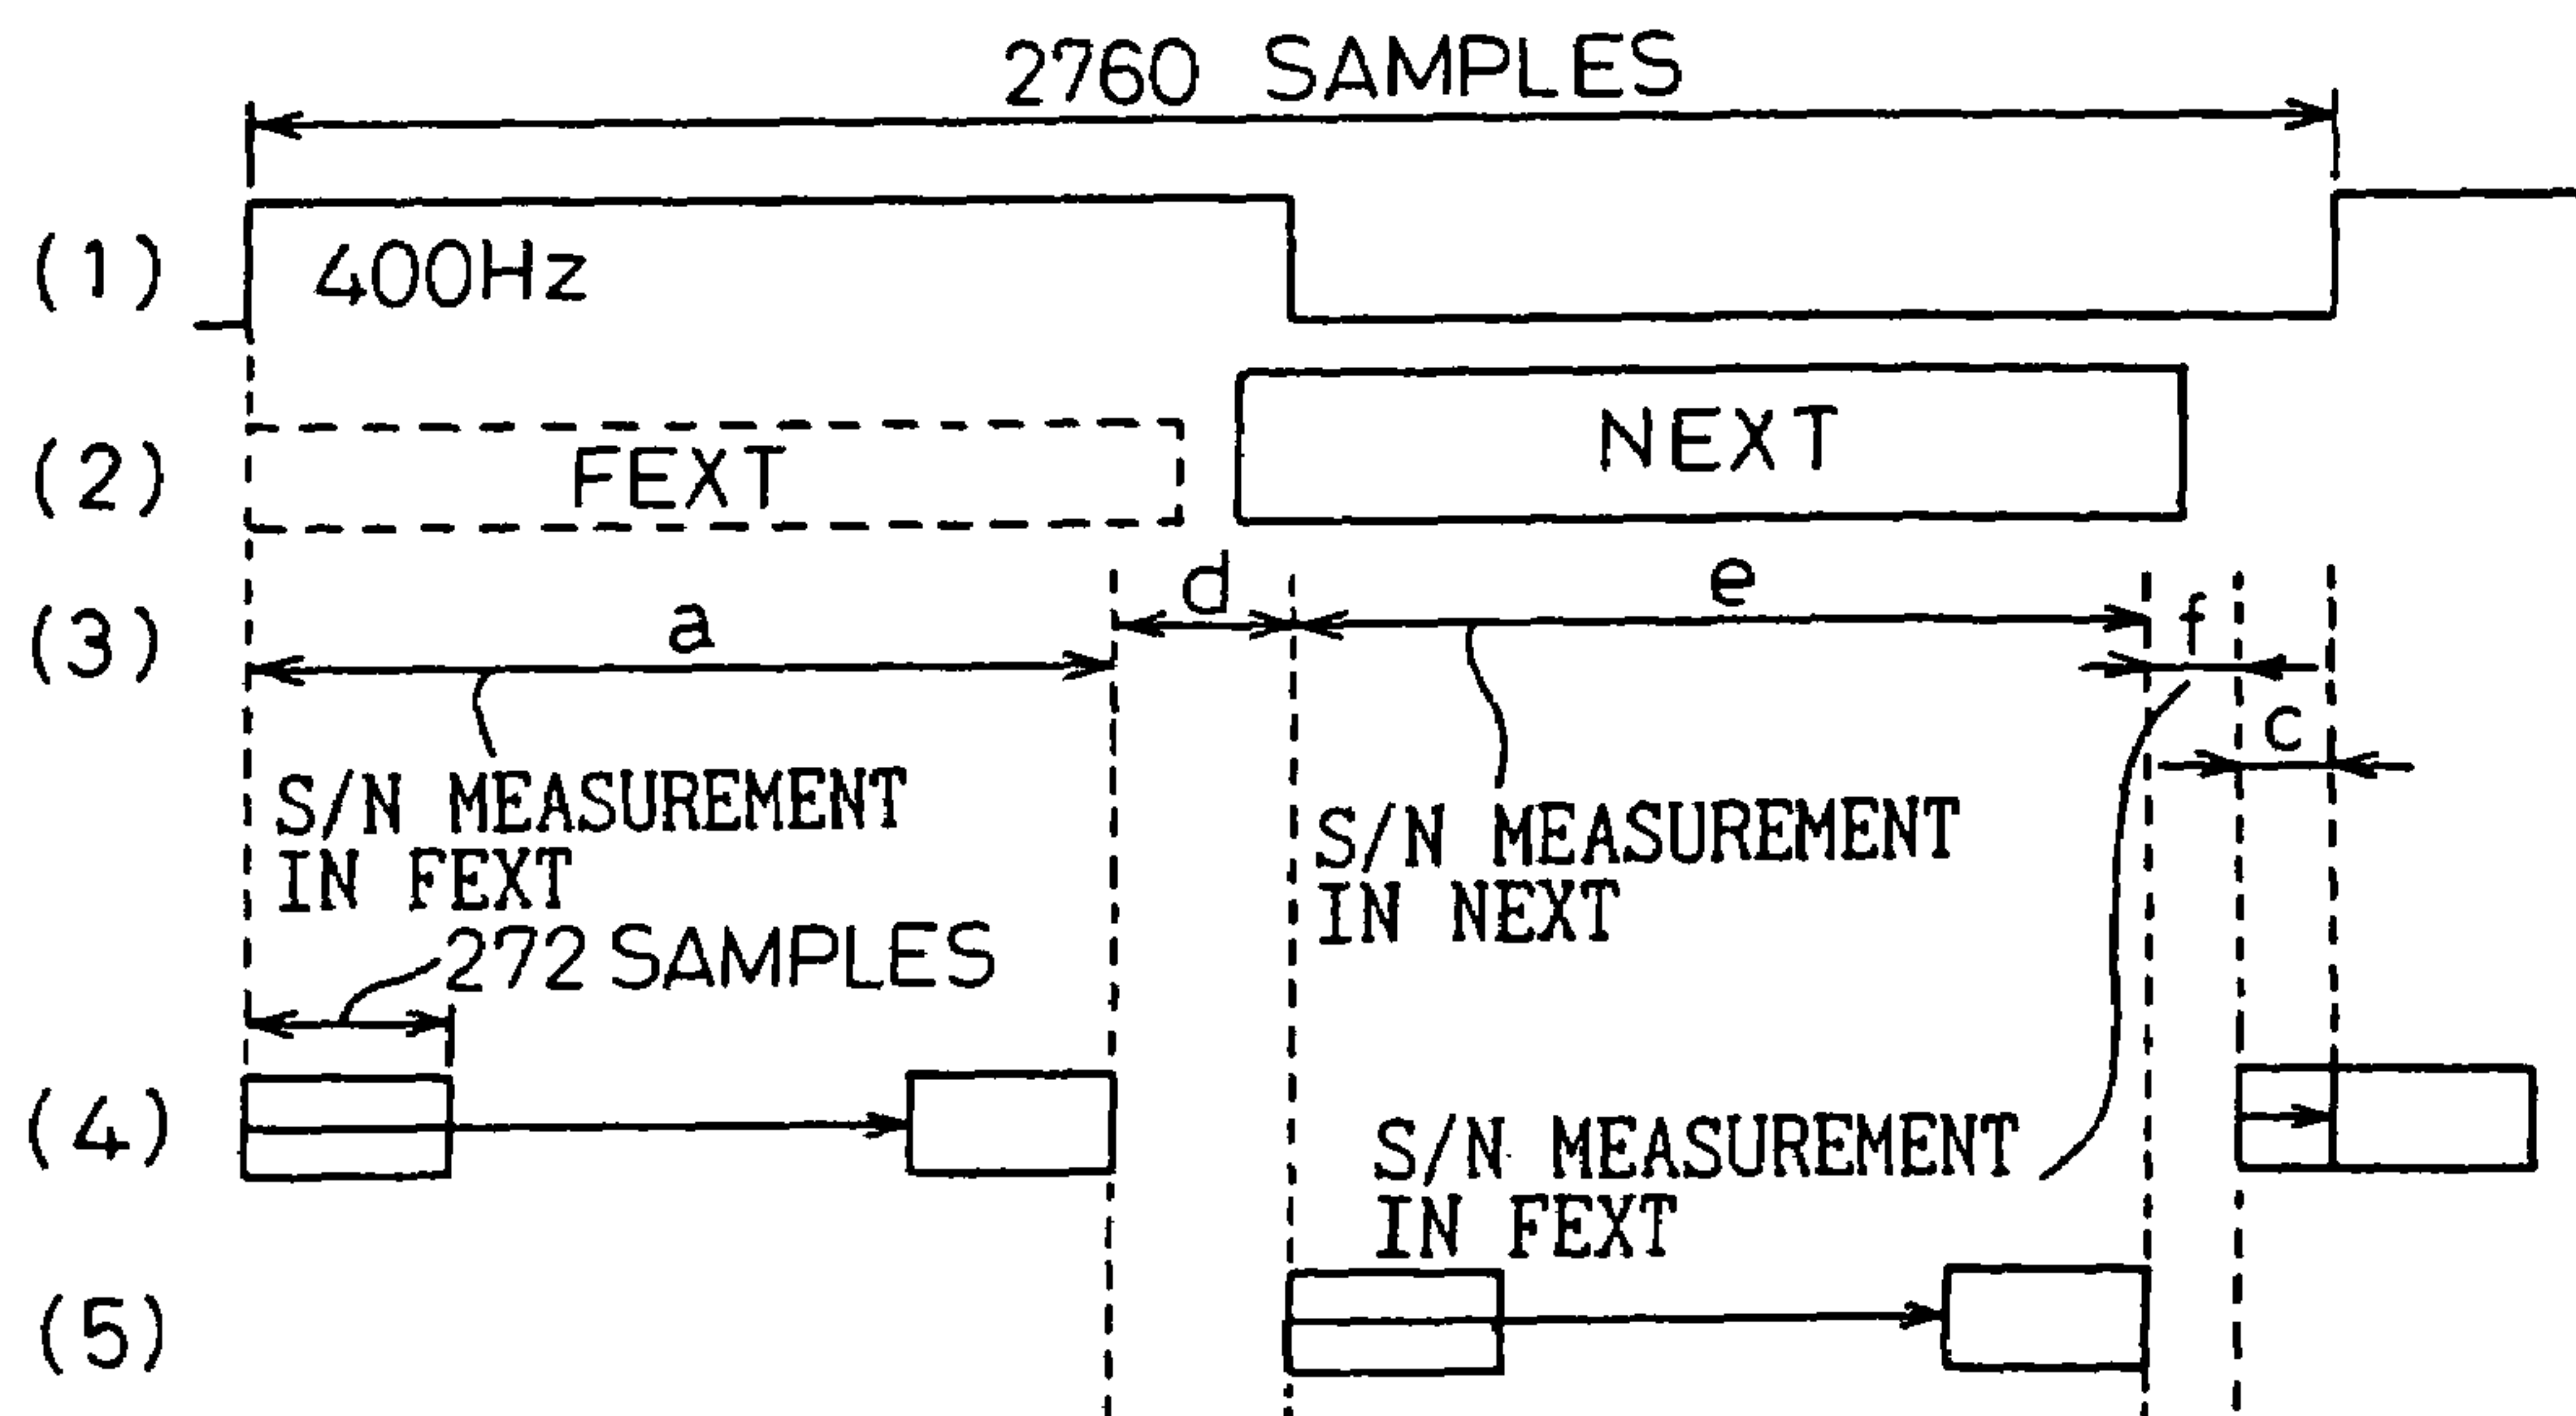 2760 SAMPLES
(1)
400Hz
(2)
FEXT
NEXT
(3)
a
d
e
f
c
S/N MEASUREMENT
IN FEXT
S/N MEASUREMENT
IN NEXT
272 SAMPLES
(4)
S/N MEASUREMENT
IN FEXT
(5)